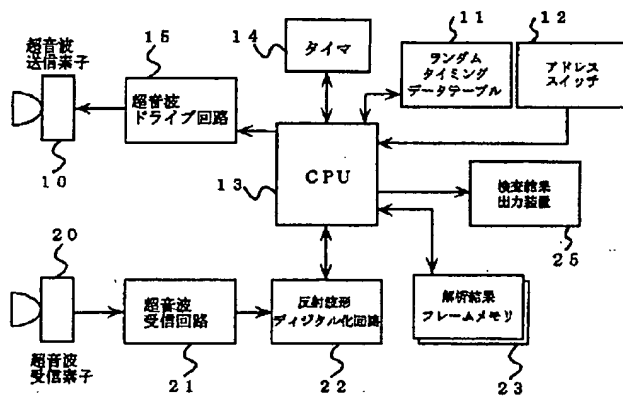 超音波
送信素子
10
15
超音波
ドライブ回路
14
タイマ
11
ランダム
タイミング
データテーブル
12
アドレス
スイッチ
13
CPU
検査結果
出力装置
25
20
超音波
受信素子
超音波
受信回路
21
反射波形
ディジタル化回路
22
解析結果
フレームメモリ
23